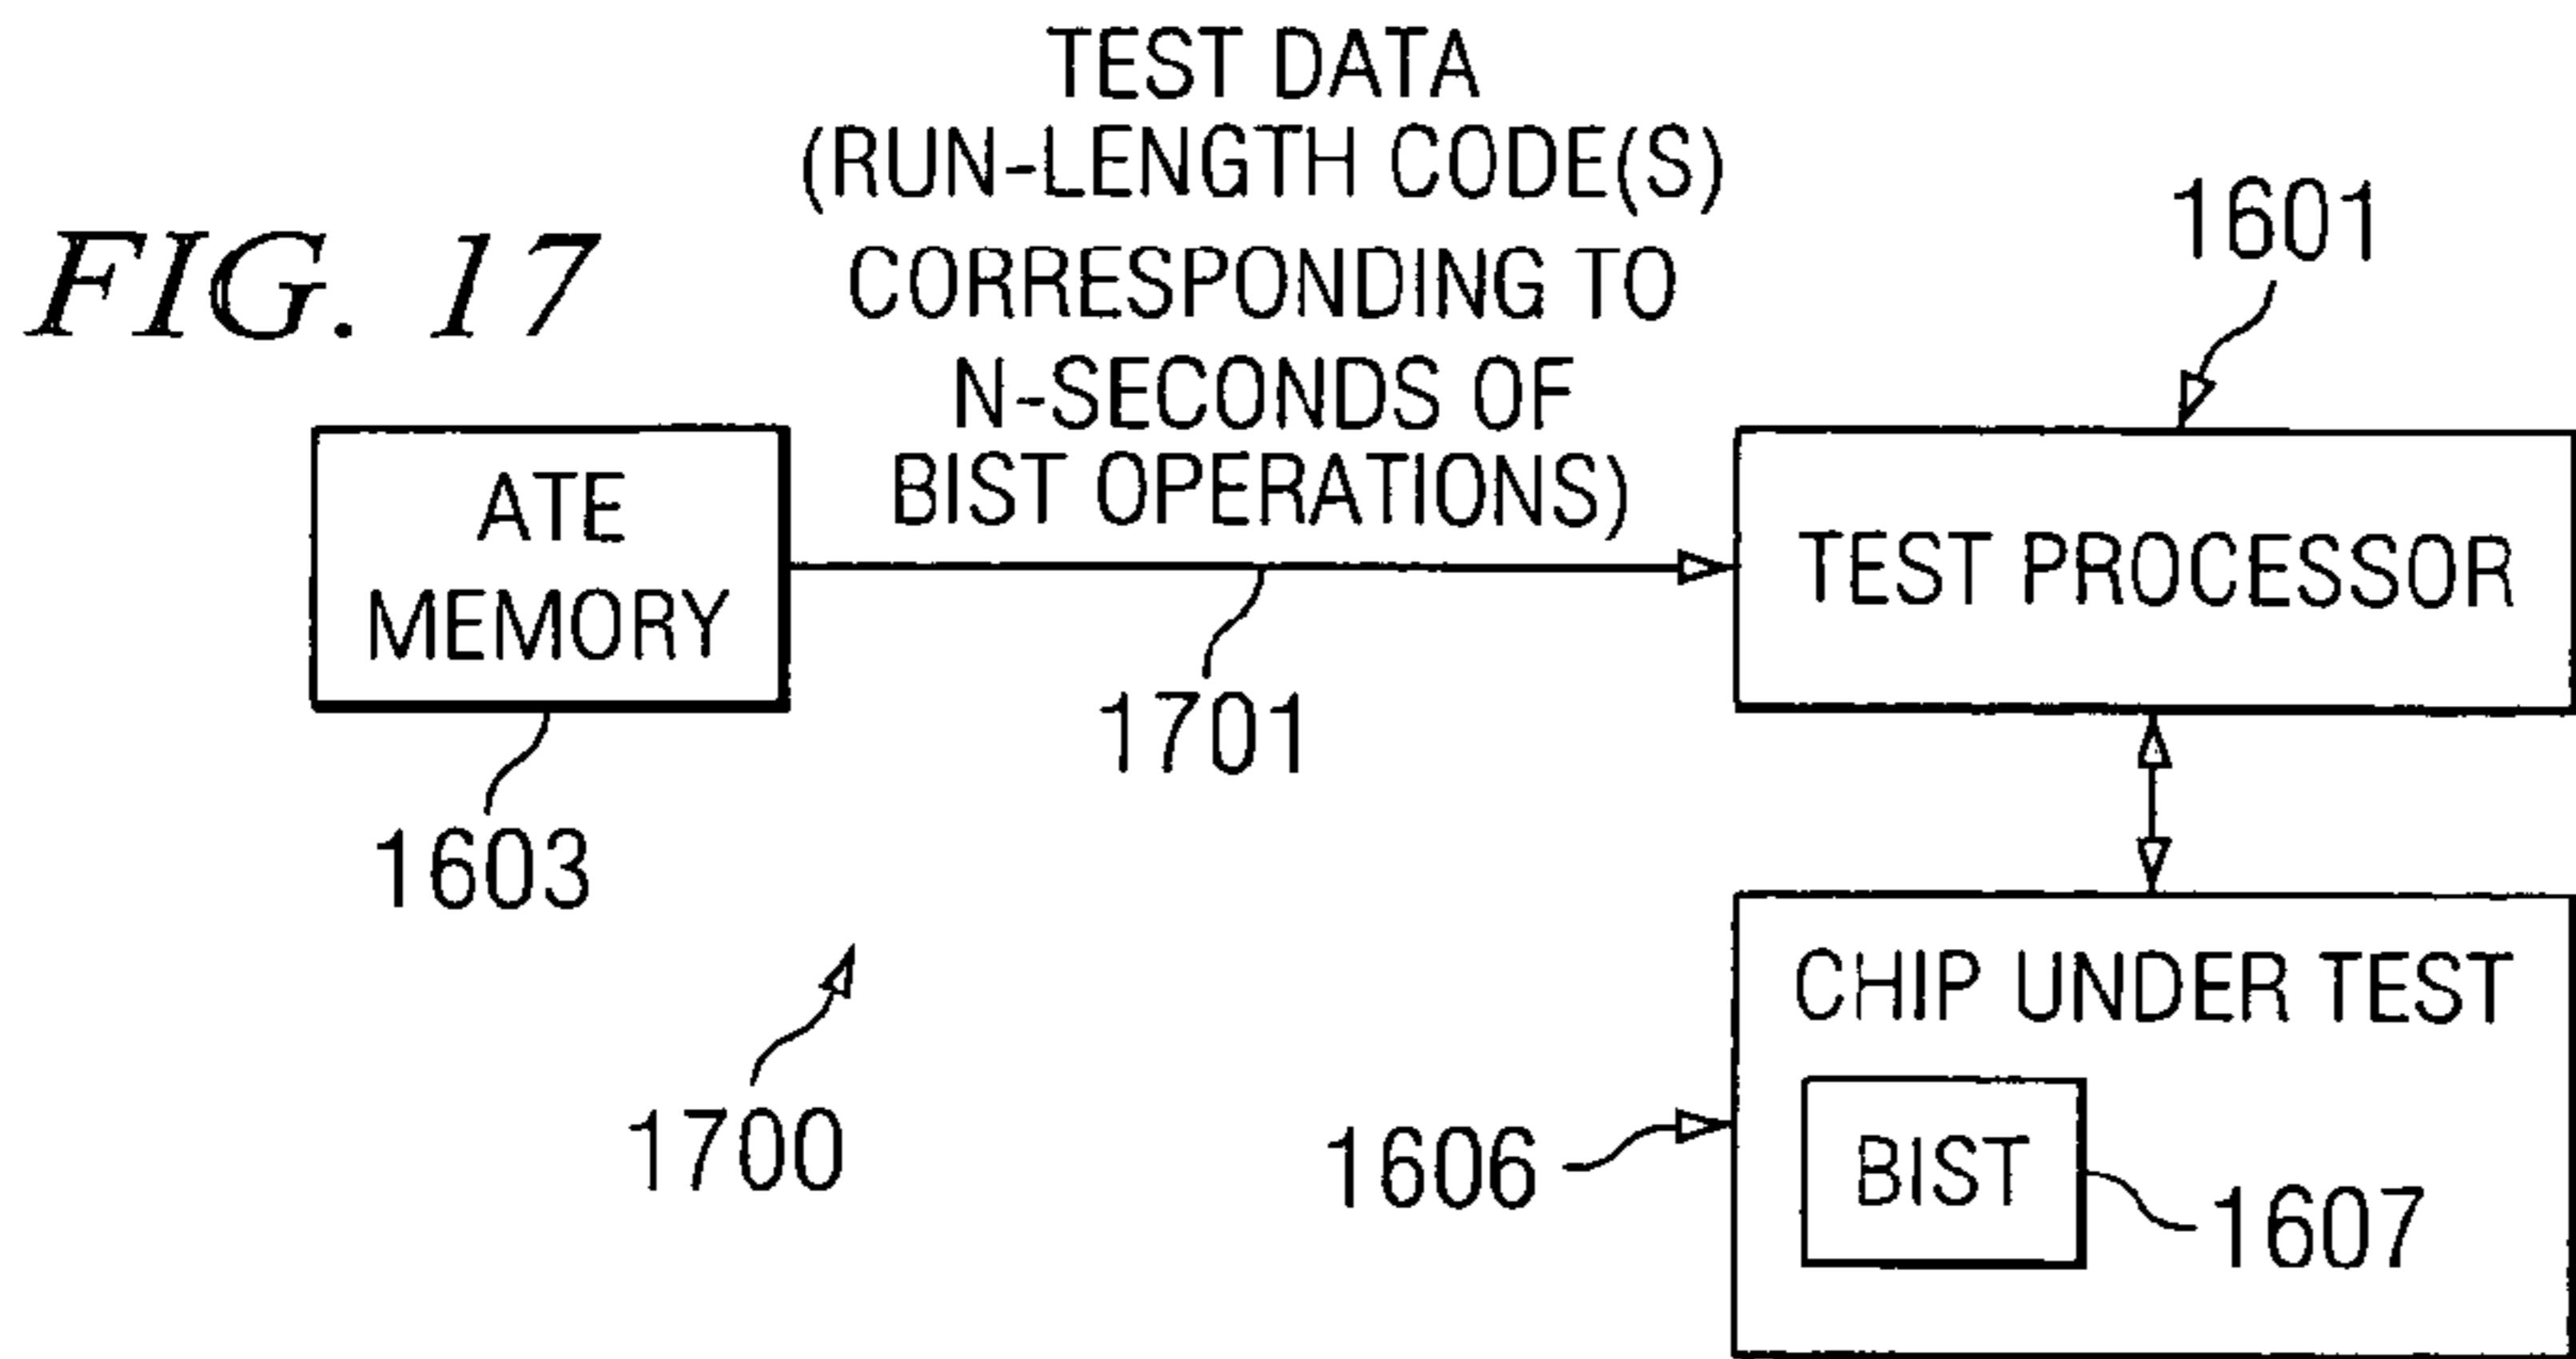 FIG. 17
TEST DATA
(RUN-LENGTH CODE(S)
CORRESPONDING TO
N-SECONDS OF
BIST OPERATIONS)
1601
ATE
MEMORY
TEST PROCESSOR
1701
1603
CHIP UNDER TEST
1700
1606
BIST
1607